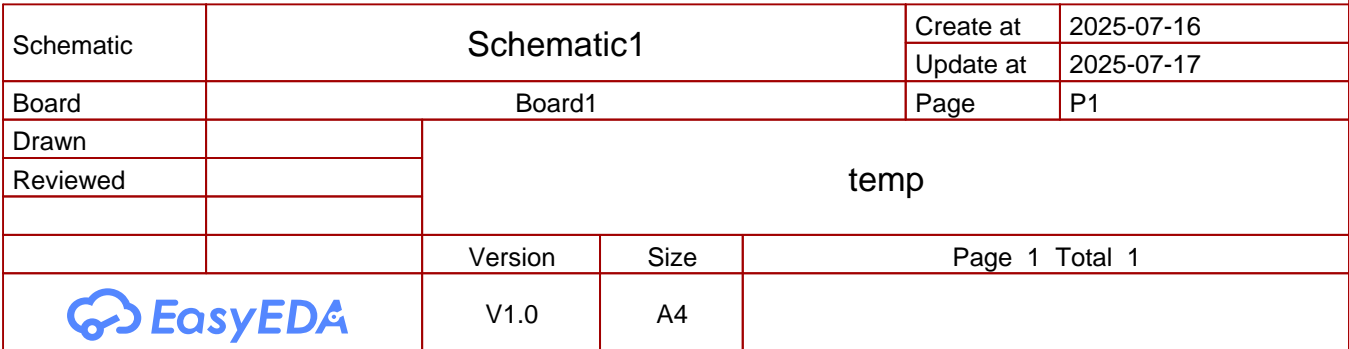 Schematic
Schematic1
Create at 2025-07-16
Update at 2025-07-17
Board
Board1
Page P1
Drawn
Reviewed
temp
Version
Size
Page 1 Total 1
EasyEDA
V1.0
A4